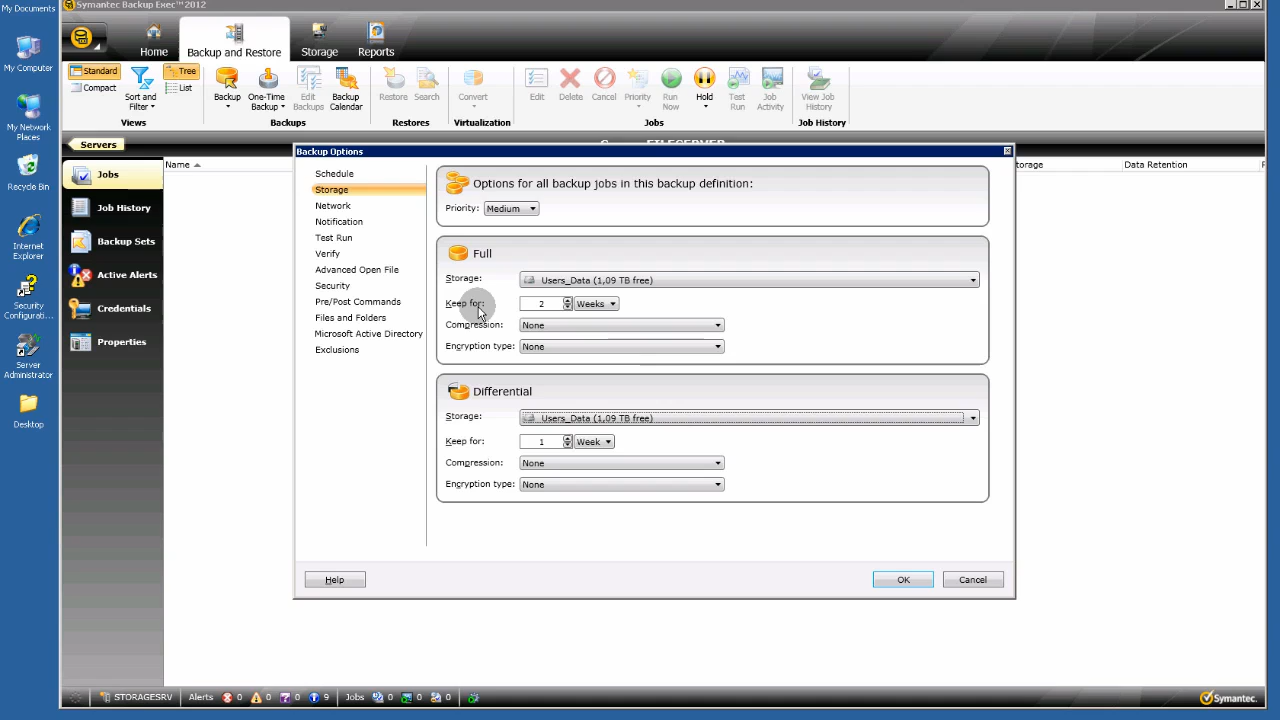 My Documents
Symantec Backup Exec™ 2012
Home
Backup and Restore
Storage
Reports
My Computer
Standard
Compact
Sort and
Filter
Tree
List
Views
Backup
One-Time
Backup
Edit
Backups
Backup
Calendar
Backups
Restore
Search
Restores
Convert
Virtualization
Edit
Delete
Cancel
Priority
Run
Now
Hold
Test
Run
Job
Activity
Jobs
View Job
History
Job History
My Network
Places
Servers
Name
Data Retention
Jobs
Job History
Backup Sets
Active Alerts
Credentials
Properties
Recycle Bin
Internet
Explorer
Security
Configurati...
Server
Administrator
Desktop
Backup Options
Schedule
Storage
Network
Notification
Test Run
Verify
Advanced Open File
Security
Pre/Post Commands
Files and Folders
Microsoft Active Directory
Exclusions
Options for all backup jobs in this backup definition:
Priority: Medium
Full
Storage: Users_Data (1,09 TB free)
Keep for: 2 Weeks
Compression: None
Encryption type: None
Differential
Storage: Users_Data (1,09 TB free)
Keep for: 1 Week
Compression: None
Encryption type: None
Help
OK
Cancel
STORAGESRV Alerts 0 0 0 9 Jobs 0 0 0
Symantec.